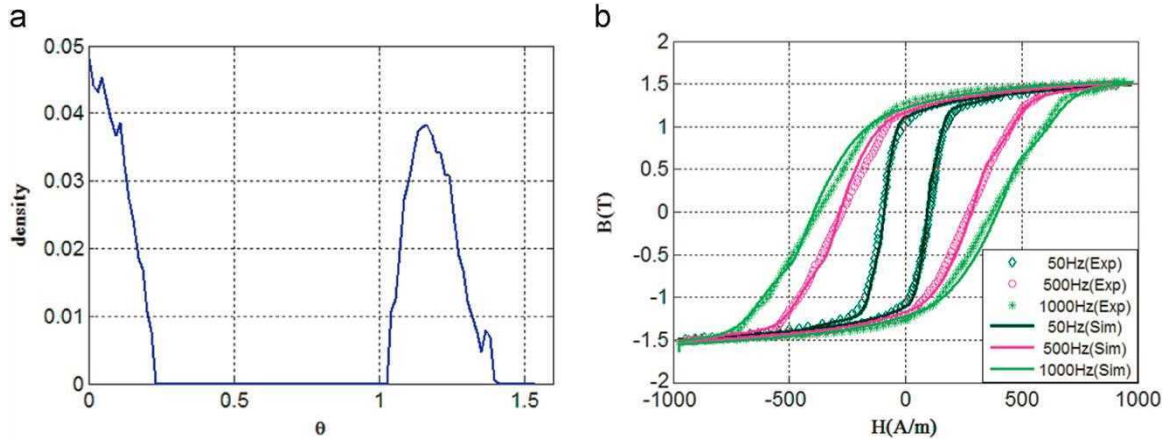 a
0.05
0.04
0.03
0.02
0.01
0
density
0
0.5
1
1.5
θ
b
2
1.5
1
0.5
0
-0.5
-1
-1.5
-2
B(T)
50Hz(Exp)
500Hz(Exp)
1000Hz(Exp)
50Hz(Sim)
500Hz(Sim)
1000Hz(Sim)
-1000
-500
0
500
1000
H(A/m)